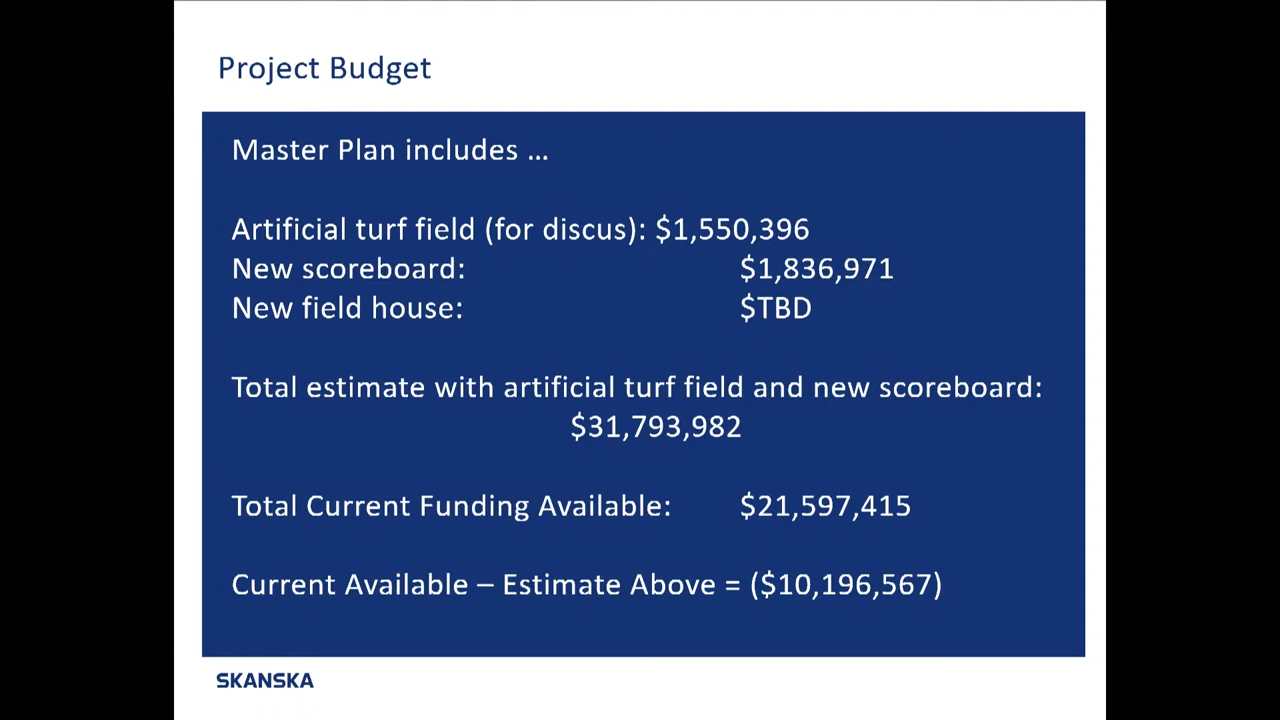 Project Budget
Master Plan includes …
Artificial turf field (for discus): $1,550,396
New scoreboard: $1,836,971
New field house: $TBD
Total estimate with artificial turf field and new scoreboard:
$31,793,982
Total Current Funding Available: $21,597,415
Current Available – Estimate Above = ($10,196,567)
SKANSKA